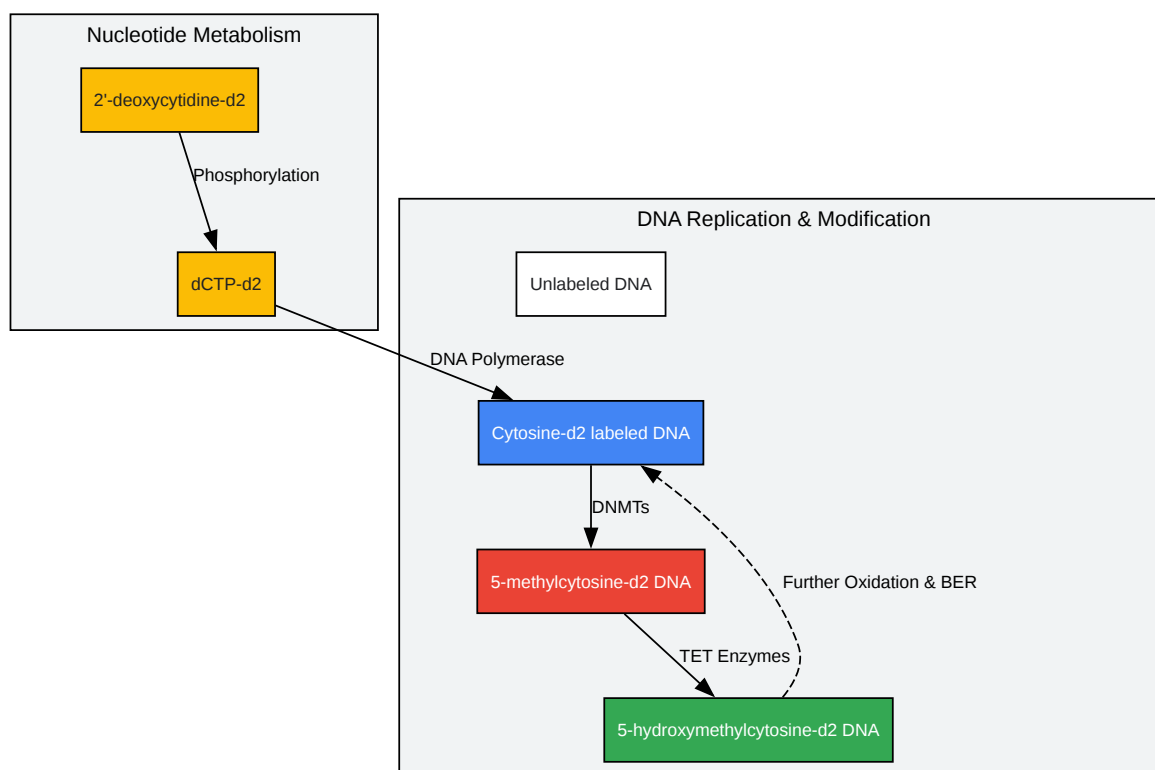 Nucleotide Metabolism
2'-deoxycytidine-d2
Phosphorylation
dCTP-d2
DNA Replication & Modification
Unlabeled DNA
DNA Polymerase
Cytosine-d2 labeled DNA
DNMTs
5-methylcytosine-d2 DNA
Further Oxidation & BER
TET Enzymes
5-hydroxymethylcytosine-d2 DNA